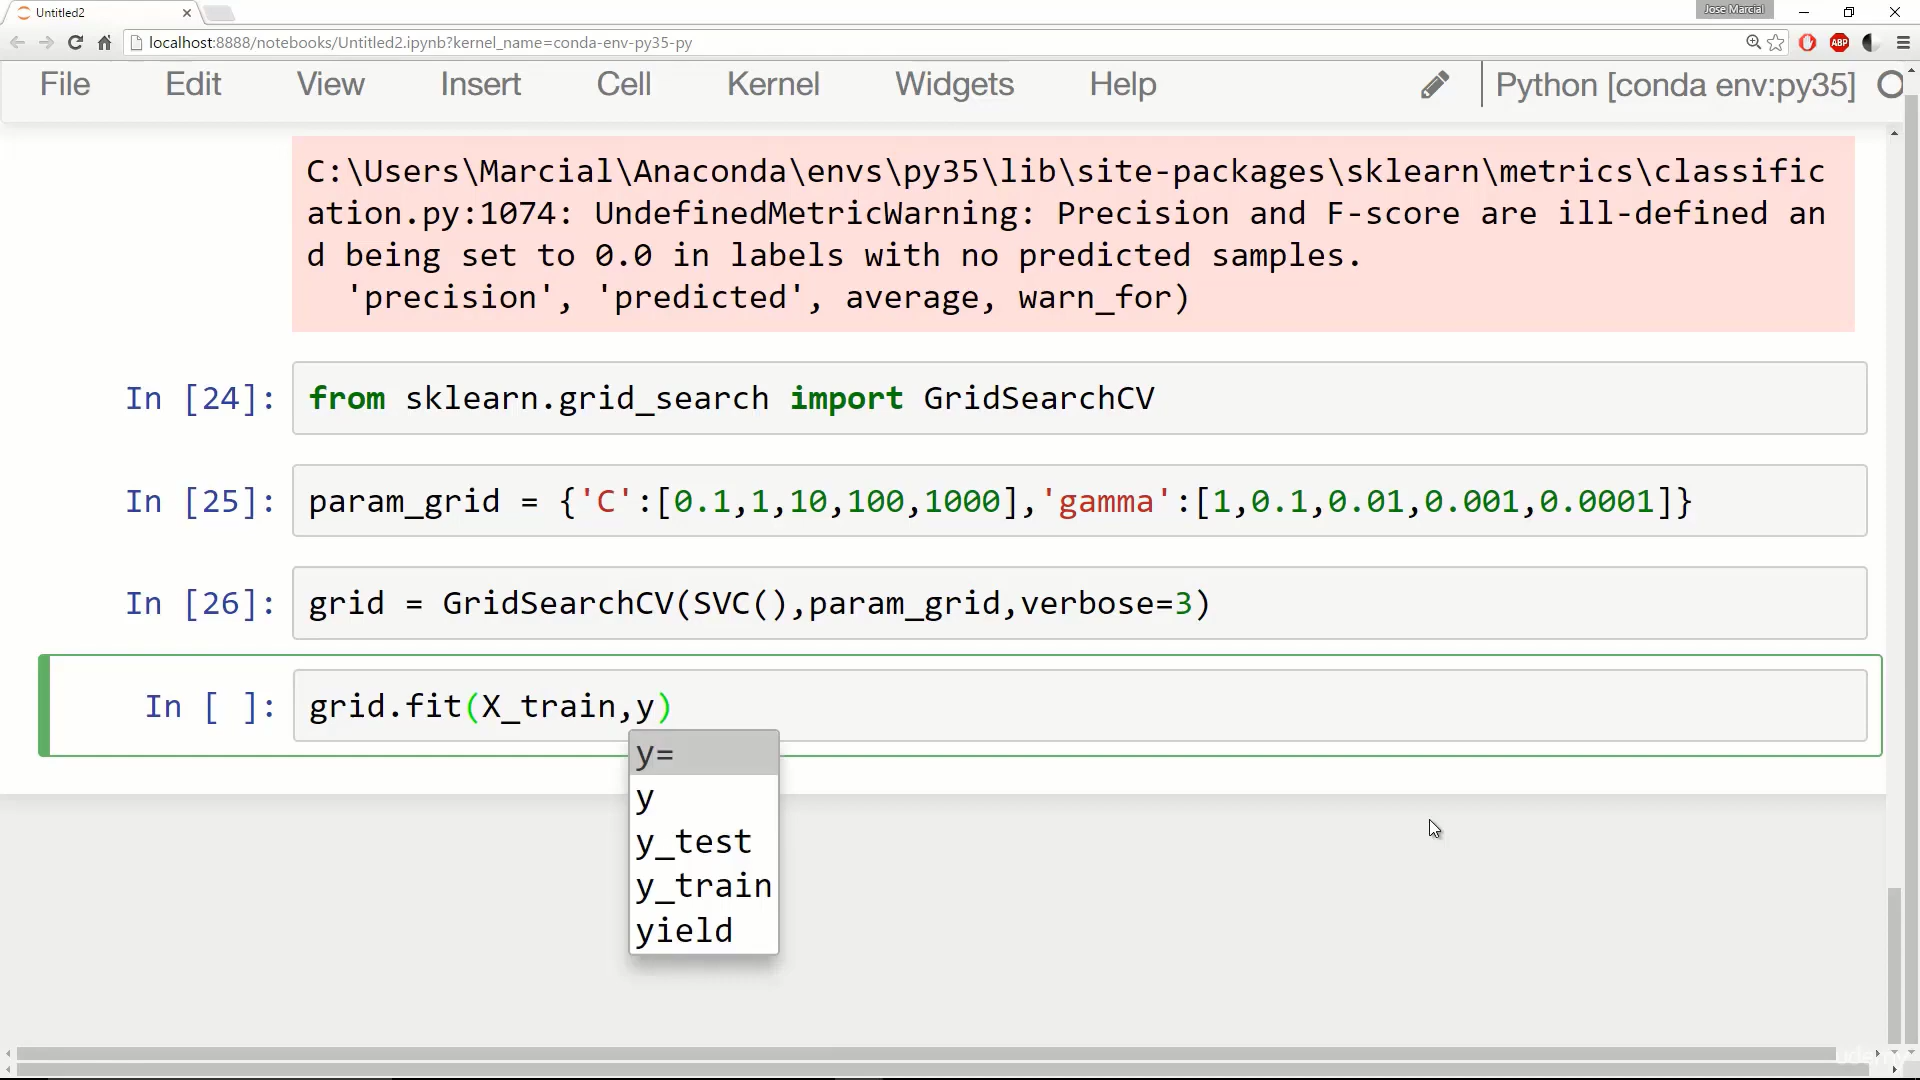 Untitled2
Jose Marcial
localhost:8888/notebooks/Untitled2.ipynb?kernel_name=conda-env-py35-py
ABP
File Edit View Insert Cell Kernel Widgets Help Python [conda env:py35]
C:\Users\Marcial\Anaconda\envs\py35\lib\site-packages\sklearn\metrics\classific
ation.py:1074: UndefinedMetricWarning: Precision and F-score are ill-defined an
d being set to 0.0 in labels with no predicted samples.
'precision', 'predicted', average, warn_for)
In [24]: from sklearn.grid_search import GridSearchCV
In [25]: param_grid = {'C':[0.1,1,10,100,1000],'gamma':[1,0.1,0.01,0.001,0.0001]}
In [26]: grid = GridSearchCV(SVC(),param_grid,verbose=3)
In [ ]: grid.fit(X_train,y)
y=
y
y_test
y_train
yield
udemy